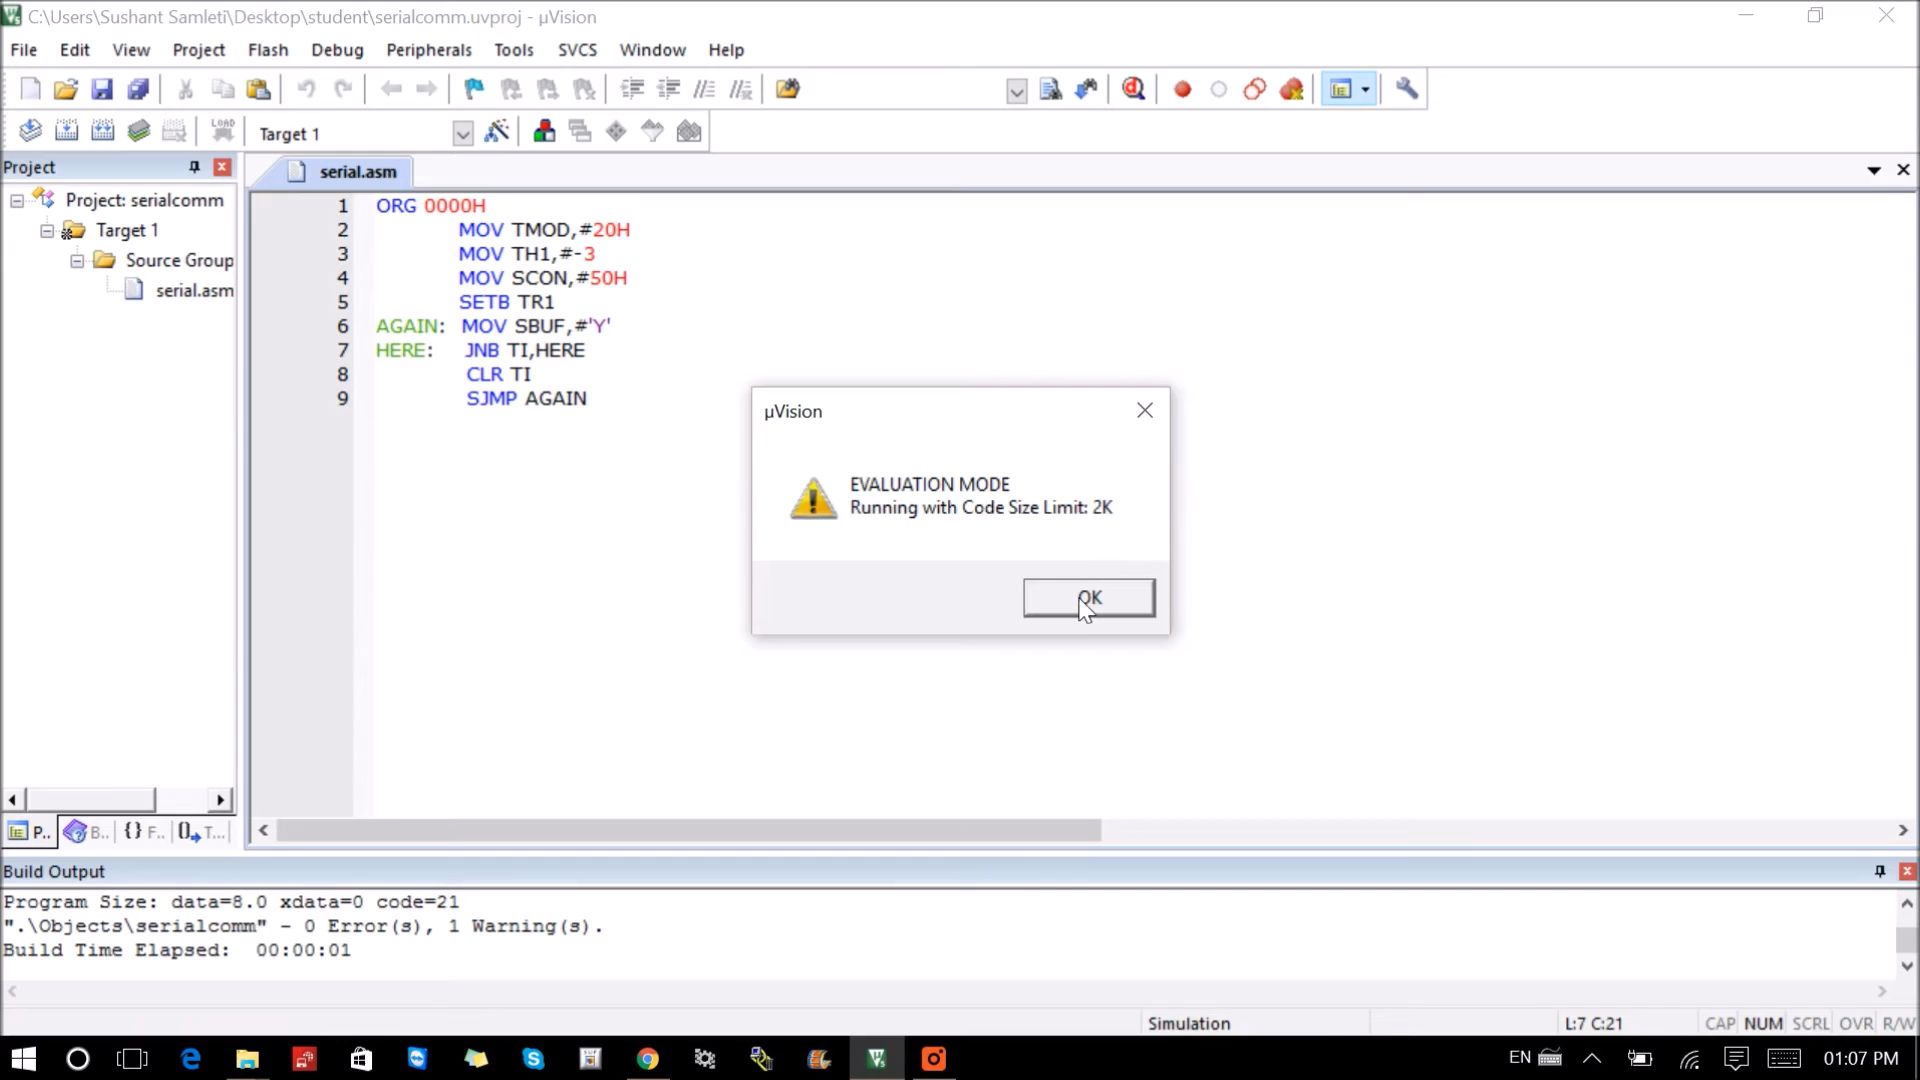 C:\Users\Sushant Samleti\Desktop\student\serialcomm.uvproj - µVision
File Edit View Project Flash Debug Peripherals Tools SVCS Window Help
LOAD
Target 1
Project
serial.asm
Project: serialcomm
Target 1
Source Group
serial.asm
1 ORG 0000H
2 MOV TMOD,#20H
3 MOV TH1,#-3
4 MOV SCON,#50H
5 SETB TR1
6 AGAIN: MOV SBUF,#'Y'
7 HERE: JNB TI,HERE
8 CLR TI
9 SJMP AGAIN
µVision
EVALUATION MODE
Running with Code Size Limit: 2K
OK
P.. B.. {} F.. T...
Build Output
Program Size: data=8.0 xdata=0 code=21
".\Objects\serialcomm" - 0 Error(s), 1 Warning(s).
Build Time Elapsed:  00:00:01
Simulation L:7 C:21 CAP NUM SCRL OVR R/W
EN 01:07 PM